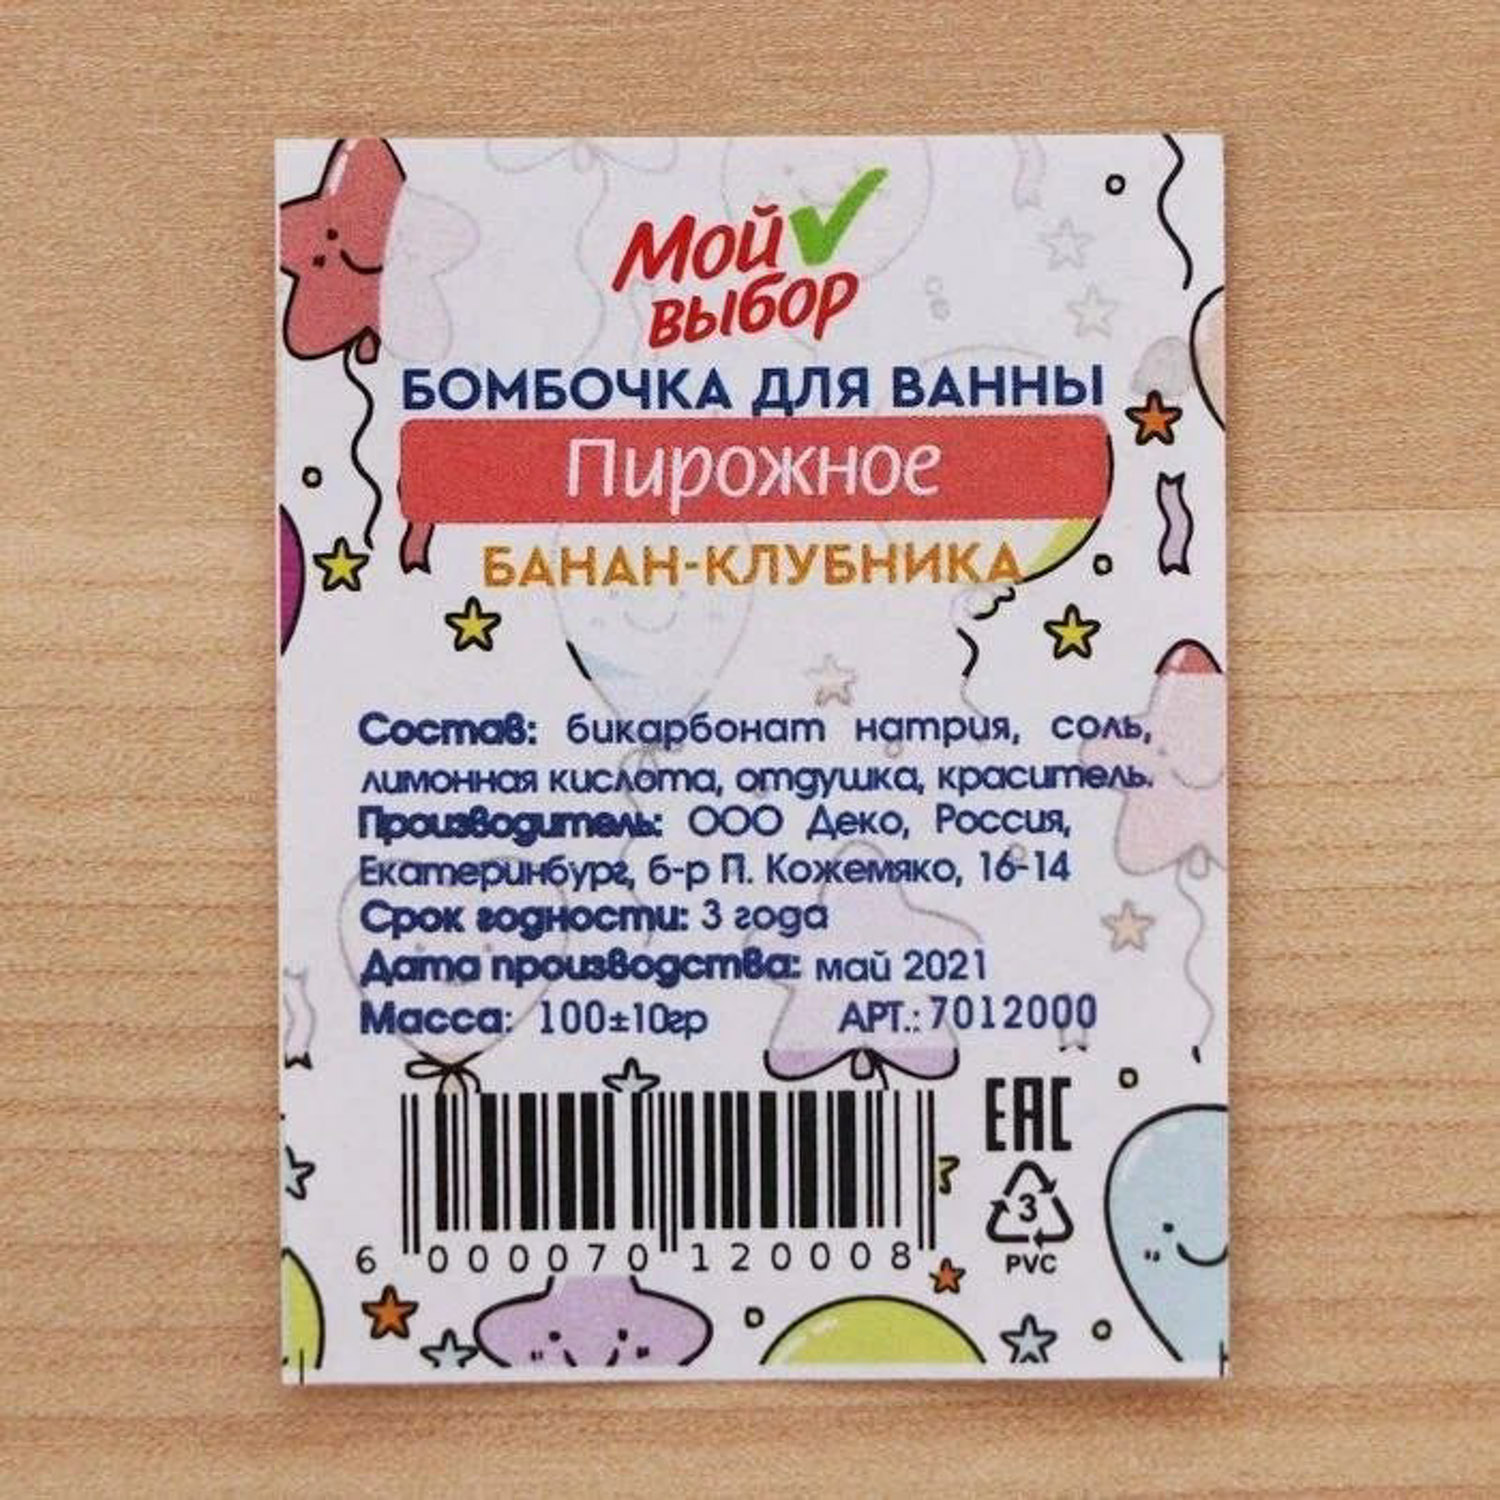 Мой
выбор
БОМБОЧКА ДЛЯ ВАННЫ
Пирожное
БАНАН-КЛУБНИКА
Состав: бикарбонат натрия, соль,
лимонная кислота, отдушка, краситель.
Производитель: ООО Деко, Россия,
Екатеринбург, б-р П. Кожемяко, 16-14
Срок годности: 3 года
Дата производства: май 2021
Масса: 100±10гр АРТ.: 7012000
EAC
3
PVC
6 000070 120008